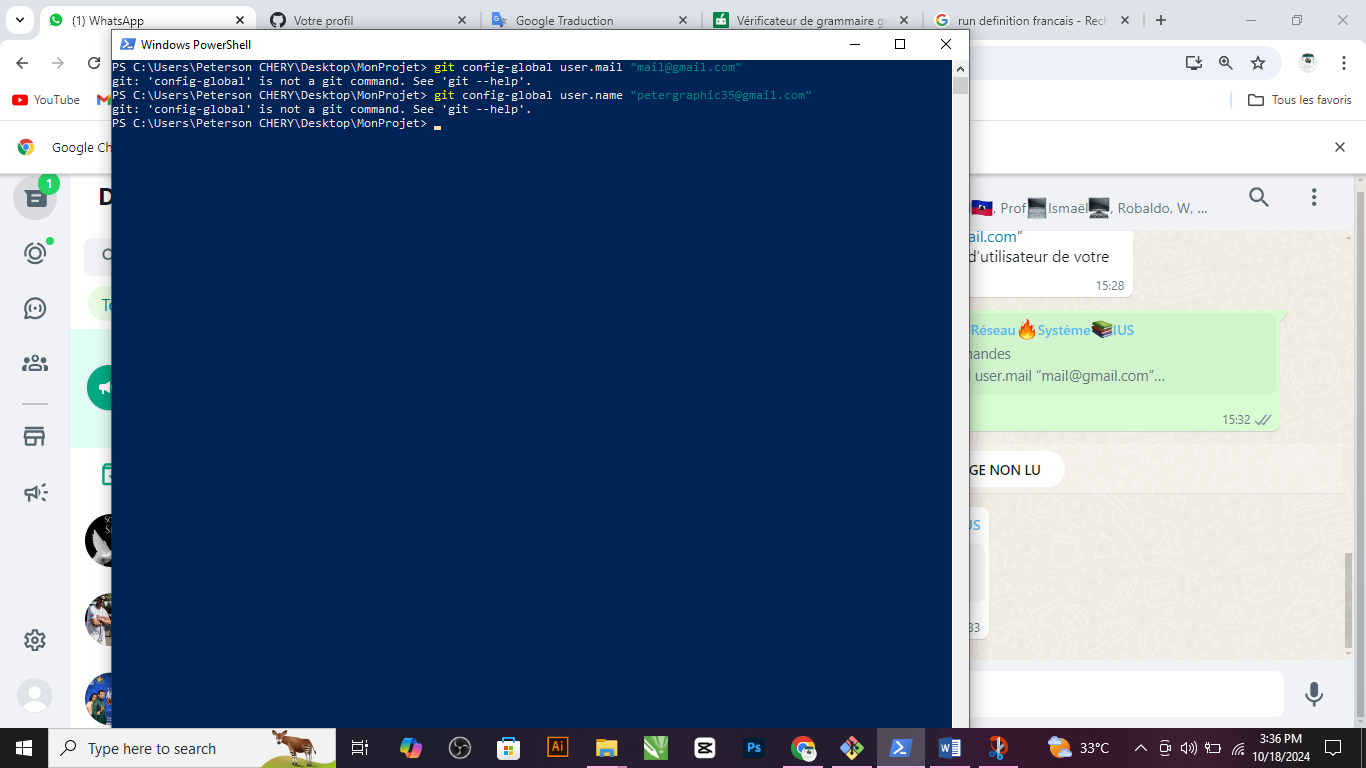 (1) WhatsApp
Votre profil
Google Traduction
Vérificateur de grammaire g
run definition francais - Rec
Windows PowerShell
PS C:\Users\Peterson CHERY\Desktop\MonProjet> git config-global user.mail "mail@gmail.com"
git: 'config-global' is not a git command. See 'git --help'.
PS C:\Users\Peterson CHERY\Desktop\MonProjet> git config-global user.name "petergraphic35@gmail.com"
git: 'config-global' is not a git command. See 'git --help'.
PS C:\Users\Peterson CHERY\Desktop\MonProjet>
YouTube
Tous les favoris
Google Ch
1
D
, Prof Ismaël , Robaldo, W, ...
ail.com”
d’utilisateur de votre
15:28
To
Réseau Système IUS
mandes
l user.mail “mail@gmail.com”...
15:32
GE NON LU
US
33
Type here to search
Ai
Ps
33°C
3:36 PM
10/18/2024